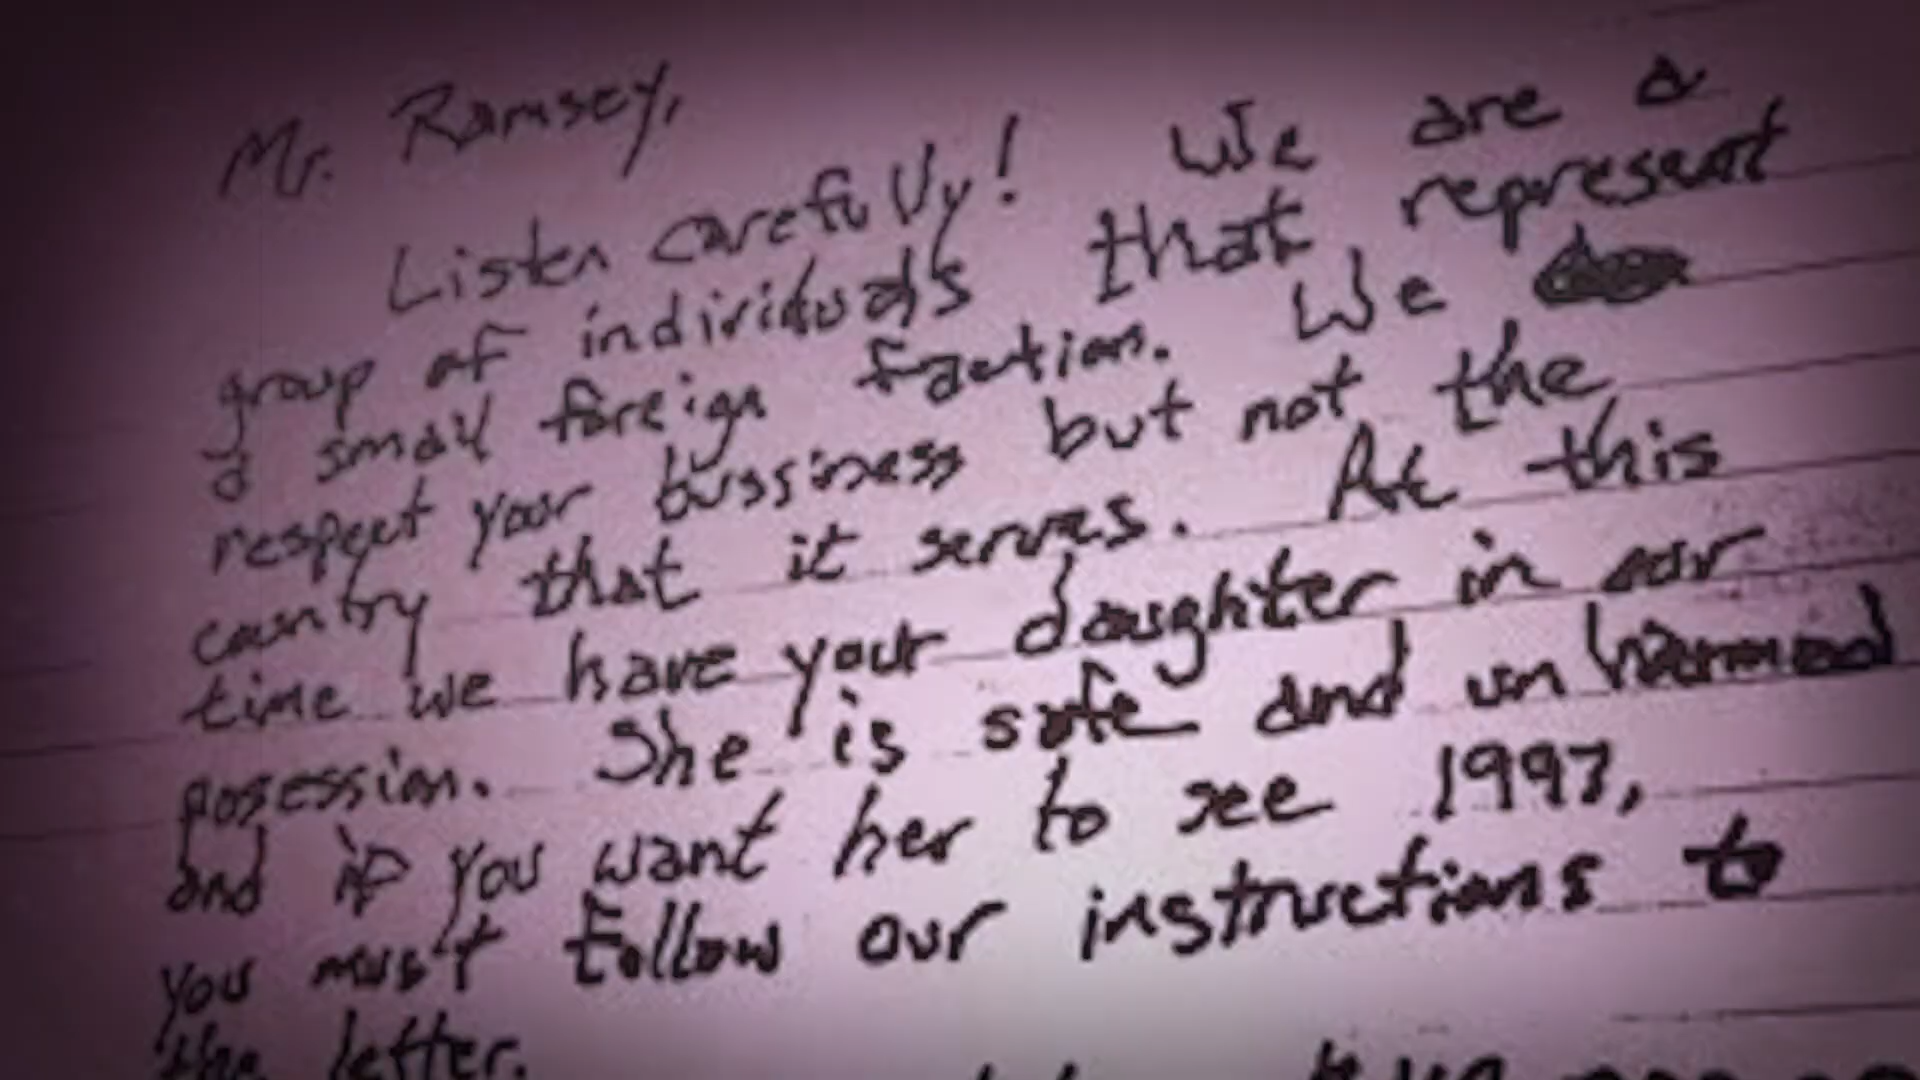 Mr. Ramsey,
Listen carefully! We are a
group of individuals that represent
a small foreign faction. We
respect your bussiness but not the
country that it serves. At this
time we have your daughter in our
posession. She is safe and unharmed
and if you want her to see 1997,
you must follow our instructions to
the letter.